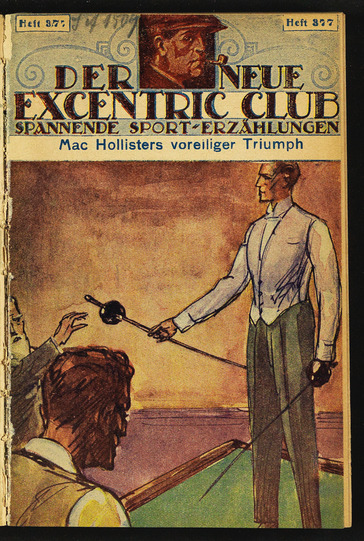 Heft 377
Heft 377
DER NEUE
EXCENTRIC CLUB
SPANNENDE SPORT-ERZÄHLUNGEN
Mac Hollisters voreiliger Triumph